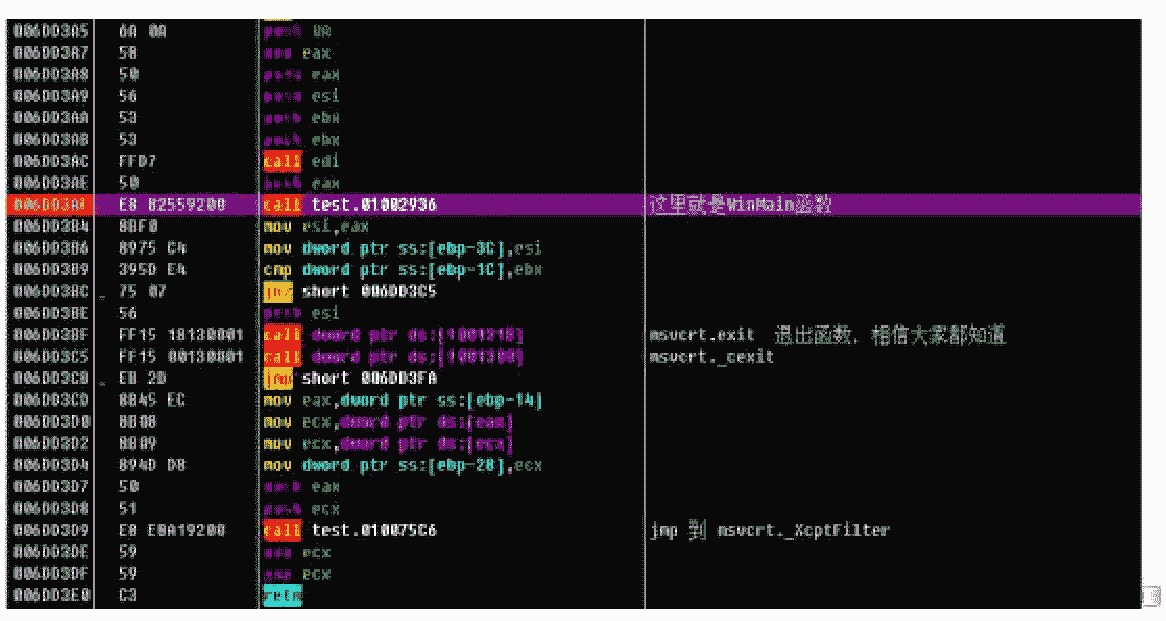 006DD3A5 6A 0A push 0A
006DD3A7 58 pop eax
006DD3A8 50 push eax
006DD3A9 56 push esi
006DD3AA 53 push ebx
006DD3AB 53 push ebx
006DD3AC FFD7 call edi
006DD3AE 50 push eax
006DD3AF E8 82559200 call test.01002936 这里就是WinMain函数
006DD3B4 8BF0 mov esi,eax
006DD3B6 8975 C4 mov dword ptr ss:[ebp-3C],esi
006DD3B9 395D E4 cmp dword ptr ss:[ebp-1C],ebx
006DD3BC 75 07 short 006DD3C5
006DD3BE 56 push esi
006DD3BF FF15 18130001 call dword ptr ds:[1001318] msvcrt.exit 退出函数，相信大家都知道
006DD3C5 FF15 00130001 call dword ptr ds:[1001300] msvcrt._cexit
006DD3CB EB 2D jmp short 006DD3FA
006DD3CD 8B45 EC mov eax,dword ptr ss:[ebp-14]
006DD3D0 8B08 mov ecx,dword ptr ds:[eax]
006DD3D2 8B09 mov ecx,dword ptr ds:[ecx]
006DD3D4 894D D8 mov dword ptr ss:[ebp-28],ecx
006DD3D7 50 push eax
006DD3D8 51 push ecx
006DD3D9 E8 E8A19200 call test.010075C6 jmp 到 msvcrt._XcptFilter
006DD3DE 59 pop ecx
006DD3DF 59 pop ecx
006DD3E0 C3 retn